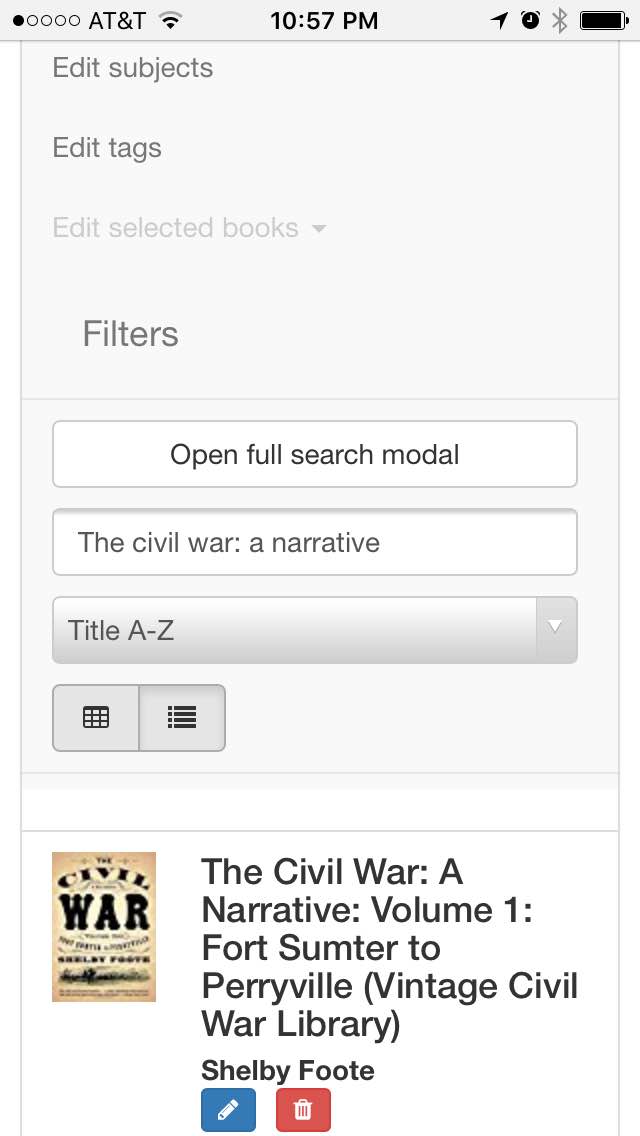 AT&T 10:57 PM
Edit subjects
Edit tags
Edit selected books
Filters
Open full search modal
The civil war: a narrative
Title A-Z
THE
CIVIL
WAR
SHELBY FOOTE
The Civil War: A
Narrative: Volume 1:
Fort Sumter to
Perryville (Vintage Civil
War Library)
Shelby Foote